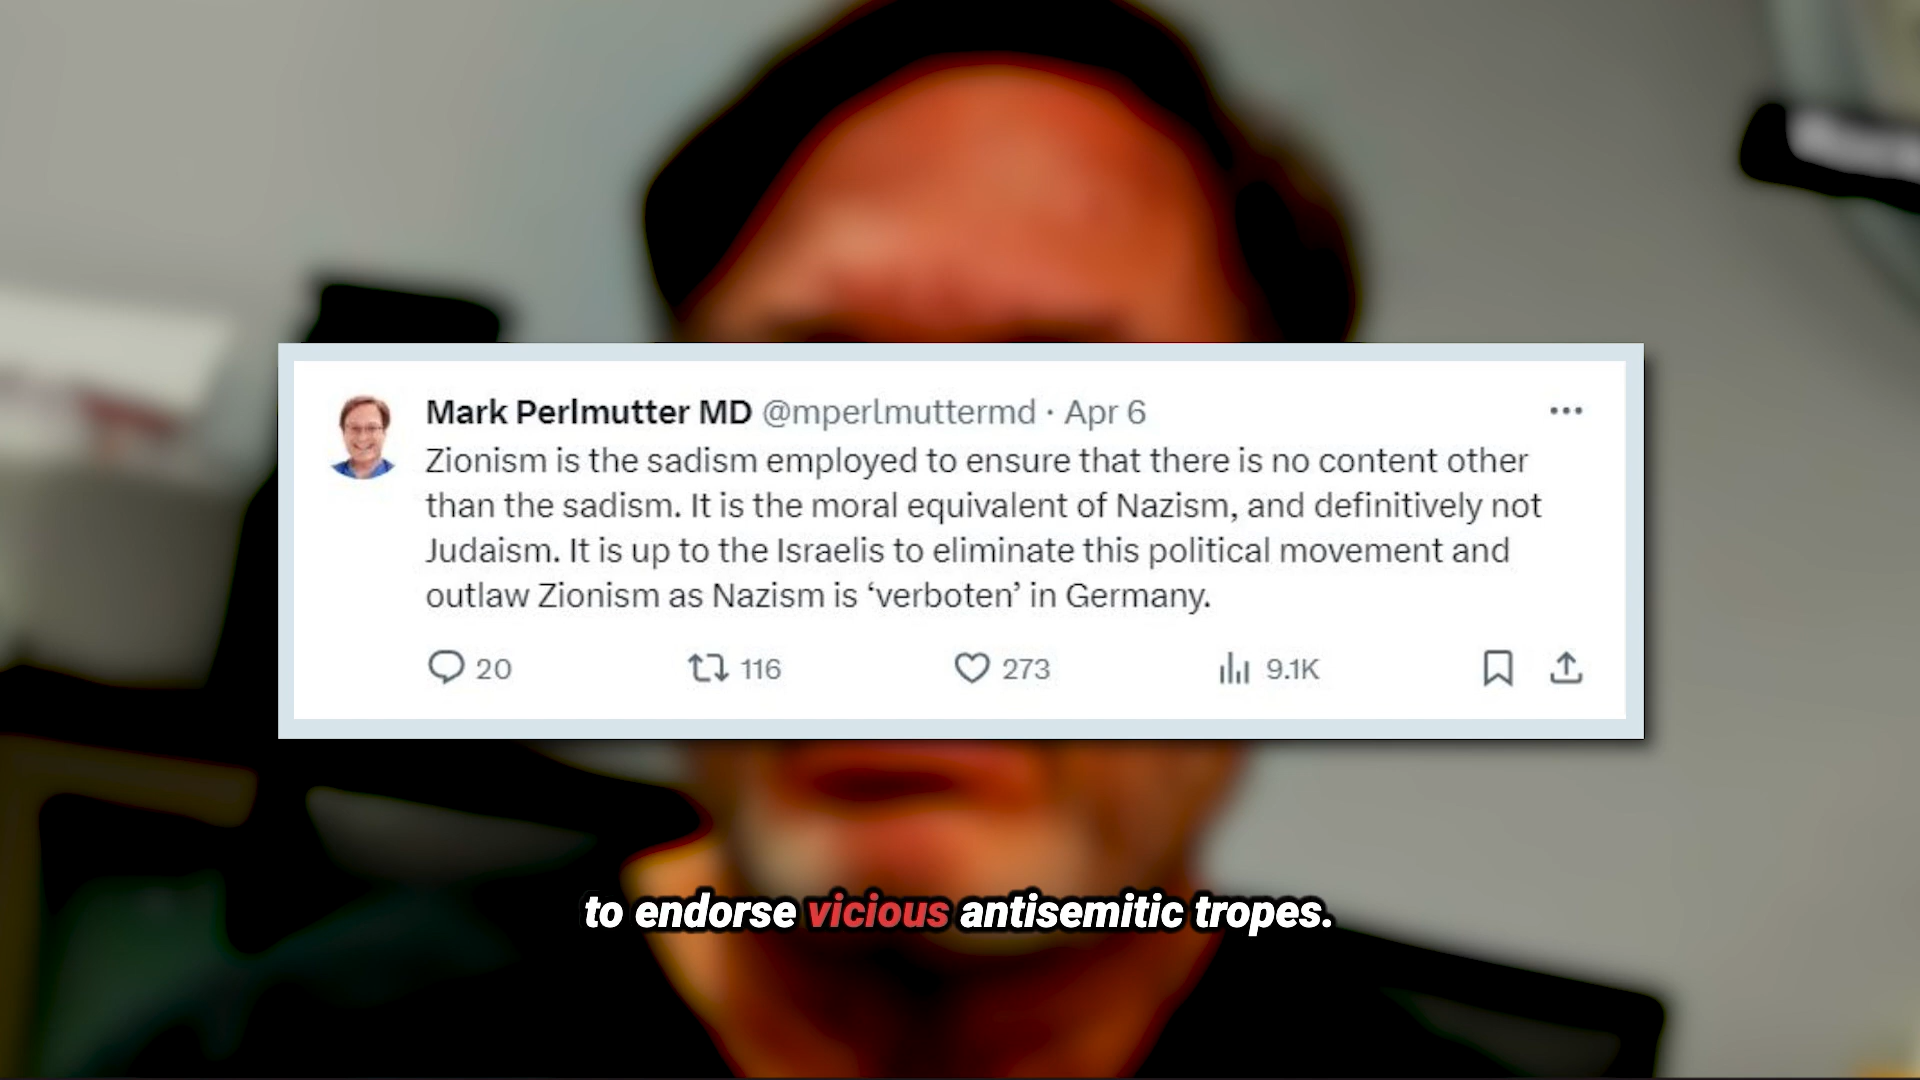 Mark Perlmutter MD @mperlmuttermd · Apr 6
Zionism is the sadism employed to ensure that there is no content other
than the sadism. It is the moral equivalent of Nazism, and definitively not
Judaism. It is up to the Israelis to eliminate this political movement and
outlaw Zionism as Nazism is ‘verboten’ in Germany.
20 116 273 9.1K
to endorse vicious antisemitic tropes.